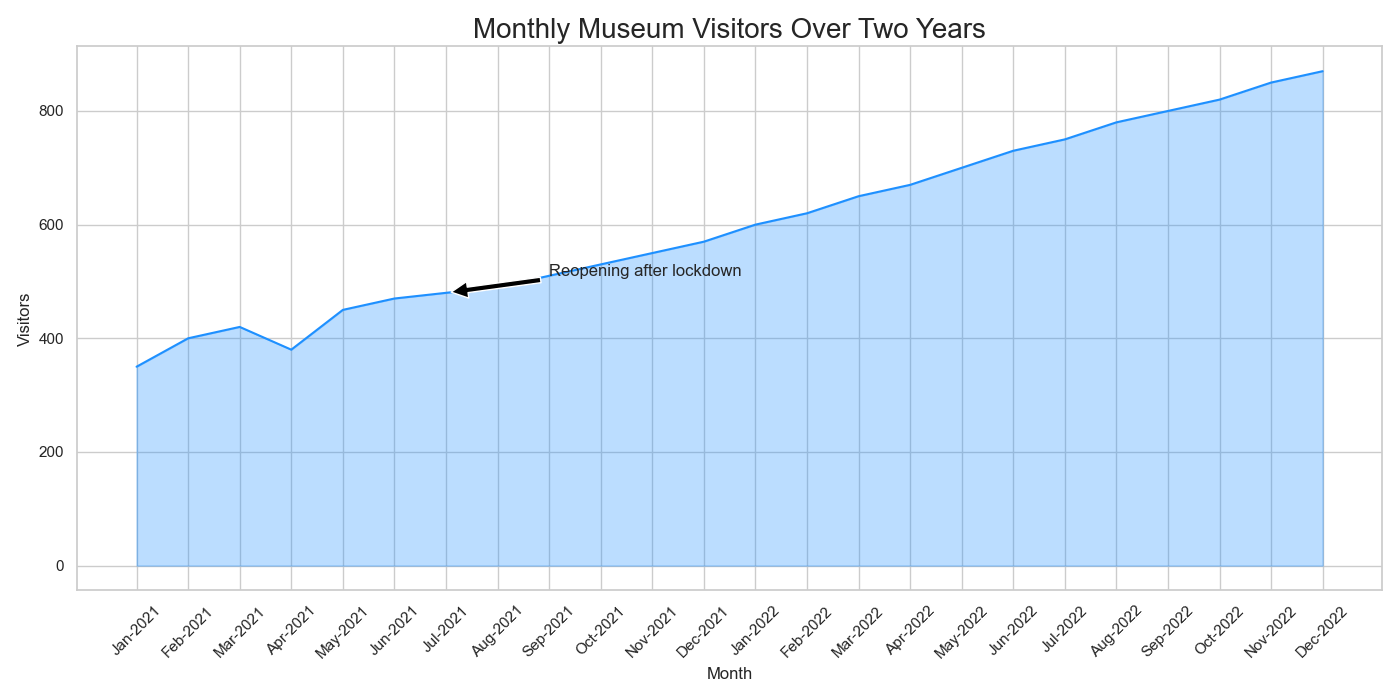 Monthly Museum Visitors Over Two Years
Visitors
800
600
400
200
0
Reopening after lockdown
Jan-2021
Feb-2021
Mar-2021
Apr-2021
May-2021
Jun-2021
Jul-2021
Aug-2021
Sep-2021
Oct-2021
Nov-2021
Dec-2021
Jan-2022
Feb-2022
Mar-2022
Apr-2022
May-2022
Jun-2022
Jul-2022
Aug-2022
Sep-2022
Oct-2022
Nov-2022
Dec-2022
Month